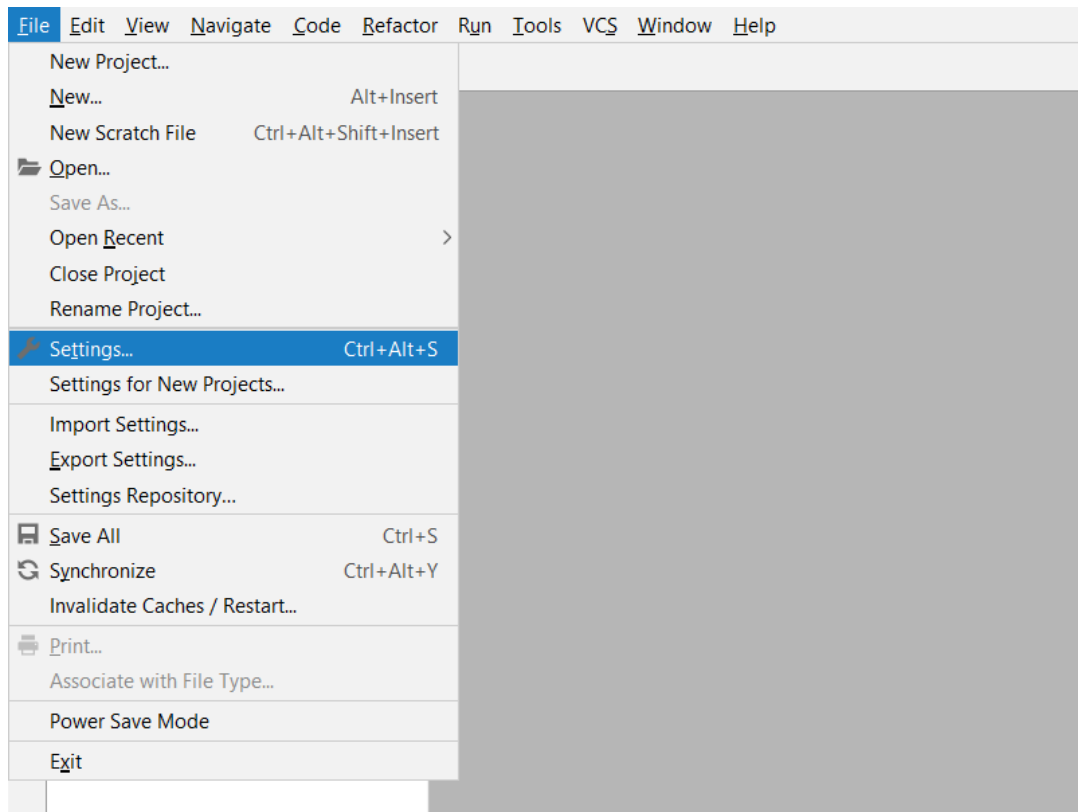 File Edit View Navigate Code Refactor Run Tools VCS Window Help
New Project...
New... Alt+Insert
New Scratch File Ctrl+Alt+Shift+Insert
Open...
Save As...
Open Recent
Close Project
Rename Project...
Settings... Ctrl+Alt+S
Settings for New Projects...
Import Settings...
Export Settings...
Settings Repository...
Save All Ctrl+S
Synchronize Ctrl+Alt+Y
Invalidate Caches / Restart...
Print...
Associate with File Type...
Power Save Mode
Exit